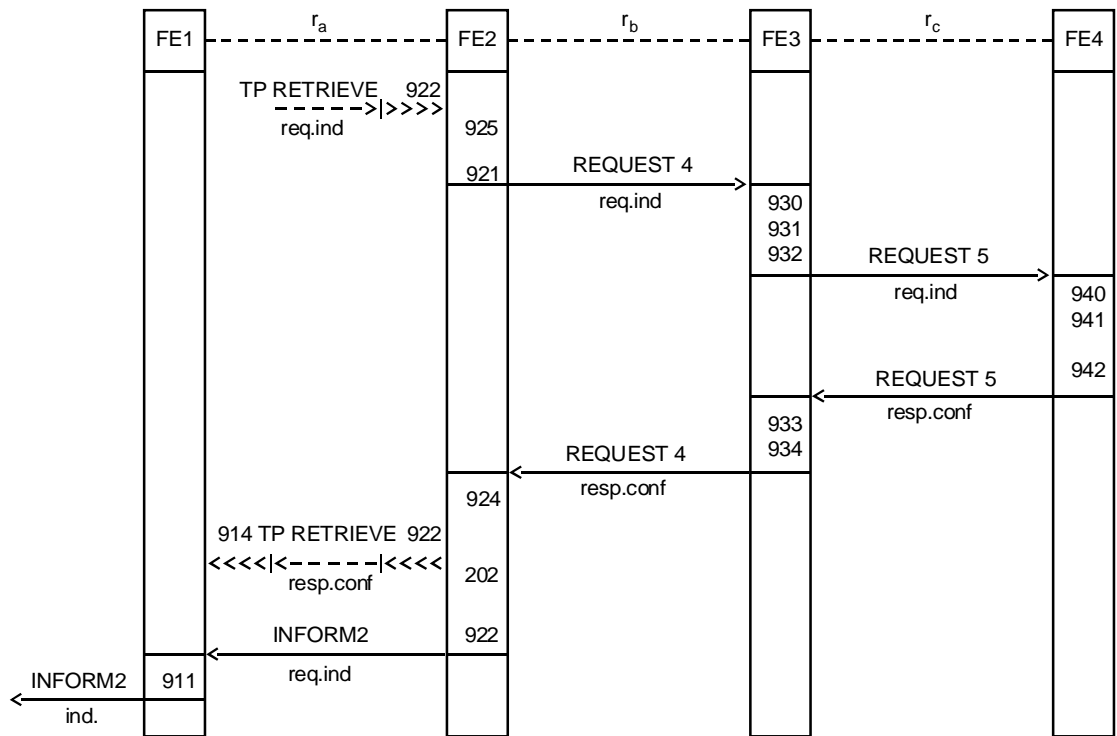 FE1 ra FE2 rb FE3 rc FE4
TP RETRIEVE 922
req.ind
925
921 REQUEST 4
req.ind
930
931
932 REQUEST 5
req.ind
940
941
942
REQUEST 5
resp.conf
933
934
REQUEST 4
resp.conf
924
914 TP RETRIEVE 922
resp.conf
202
INFORM2 922
req.ind
INFORM2 911
ind.